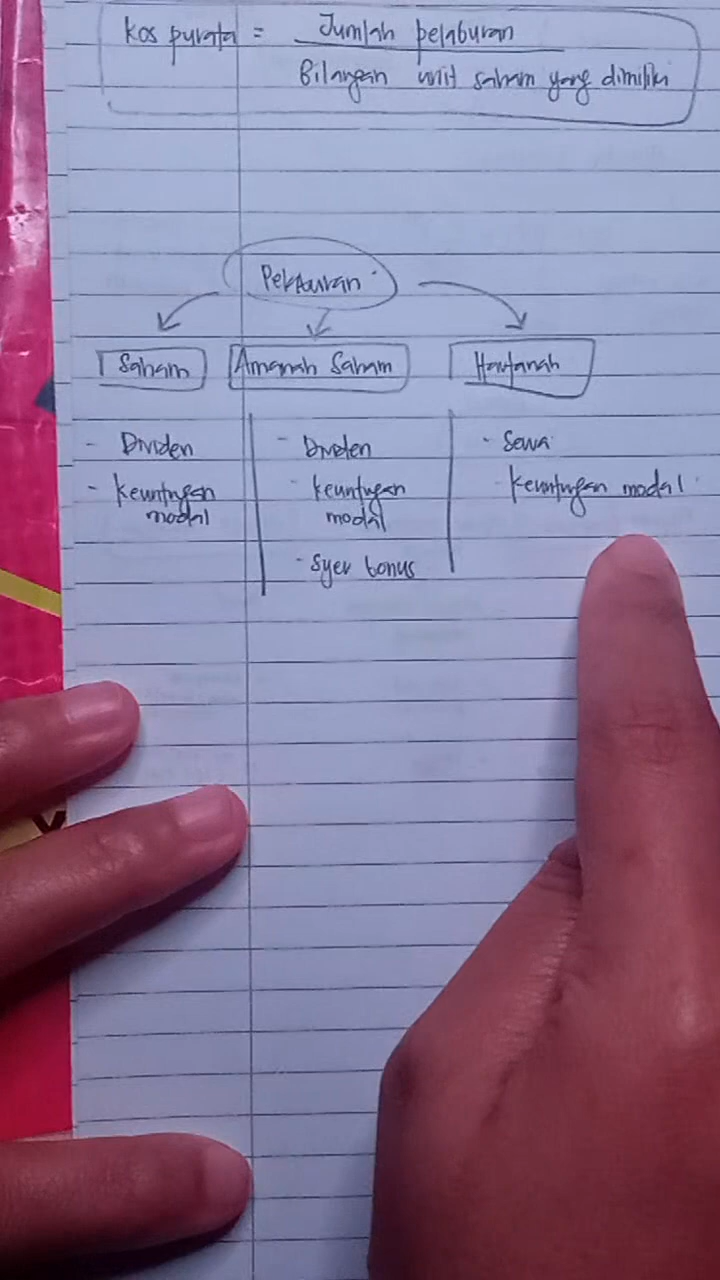 Kos purata = Jumlah pelaburan
Bilangan unit saham yang dimiliki
Pelaburan
Saham
Amanah Saham
Hartanah
- Dividen
- Keuntungan modal
- Dividen
- Keuntungan modal
- Syer bonus
- Sewa
- Keuntungan modal